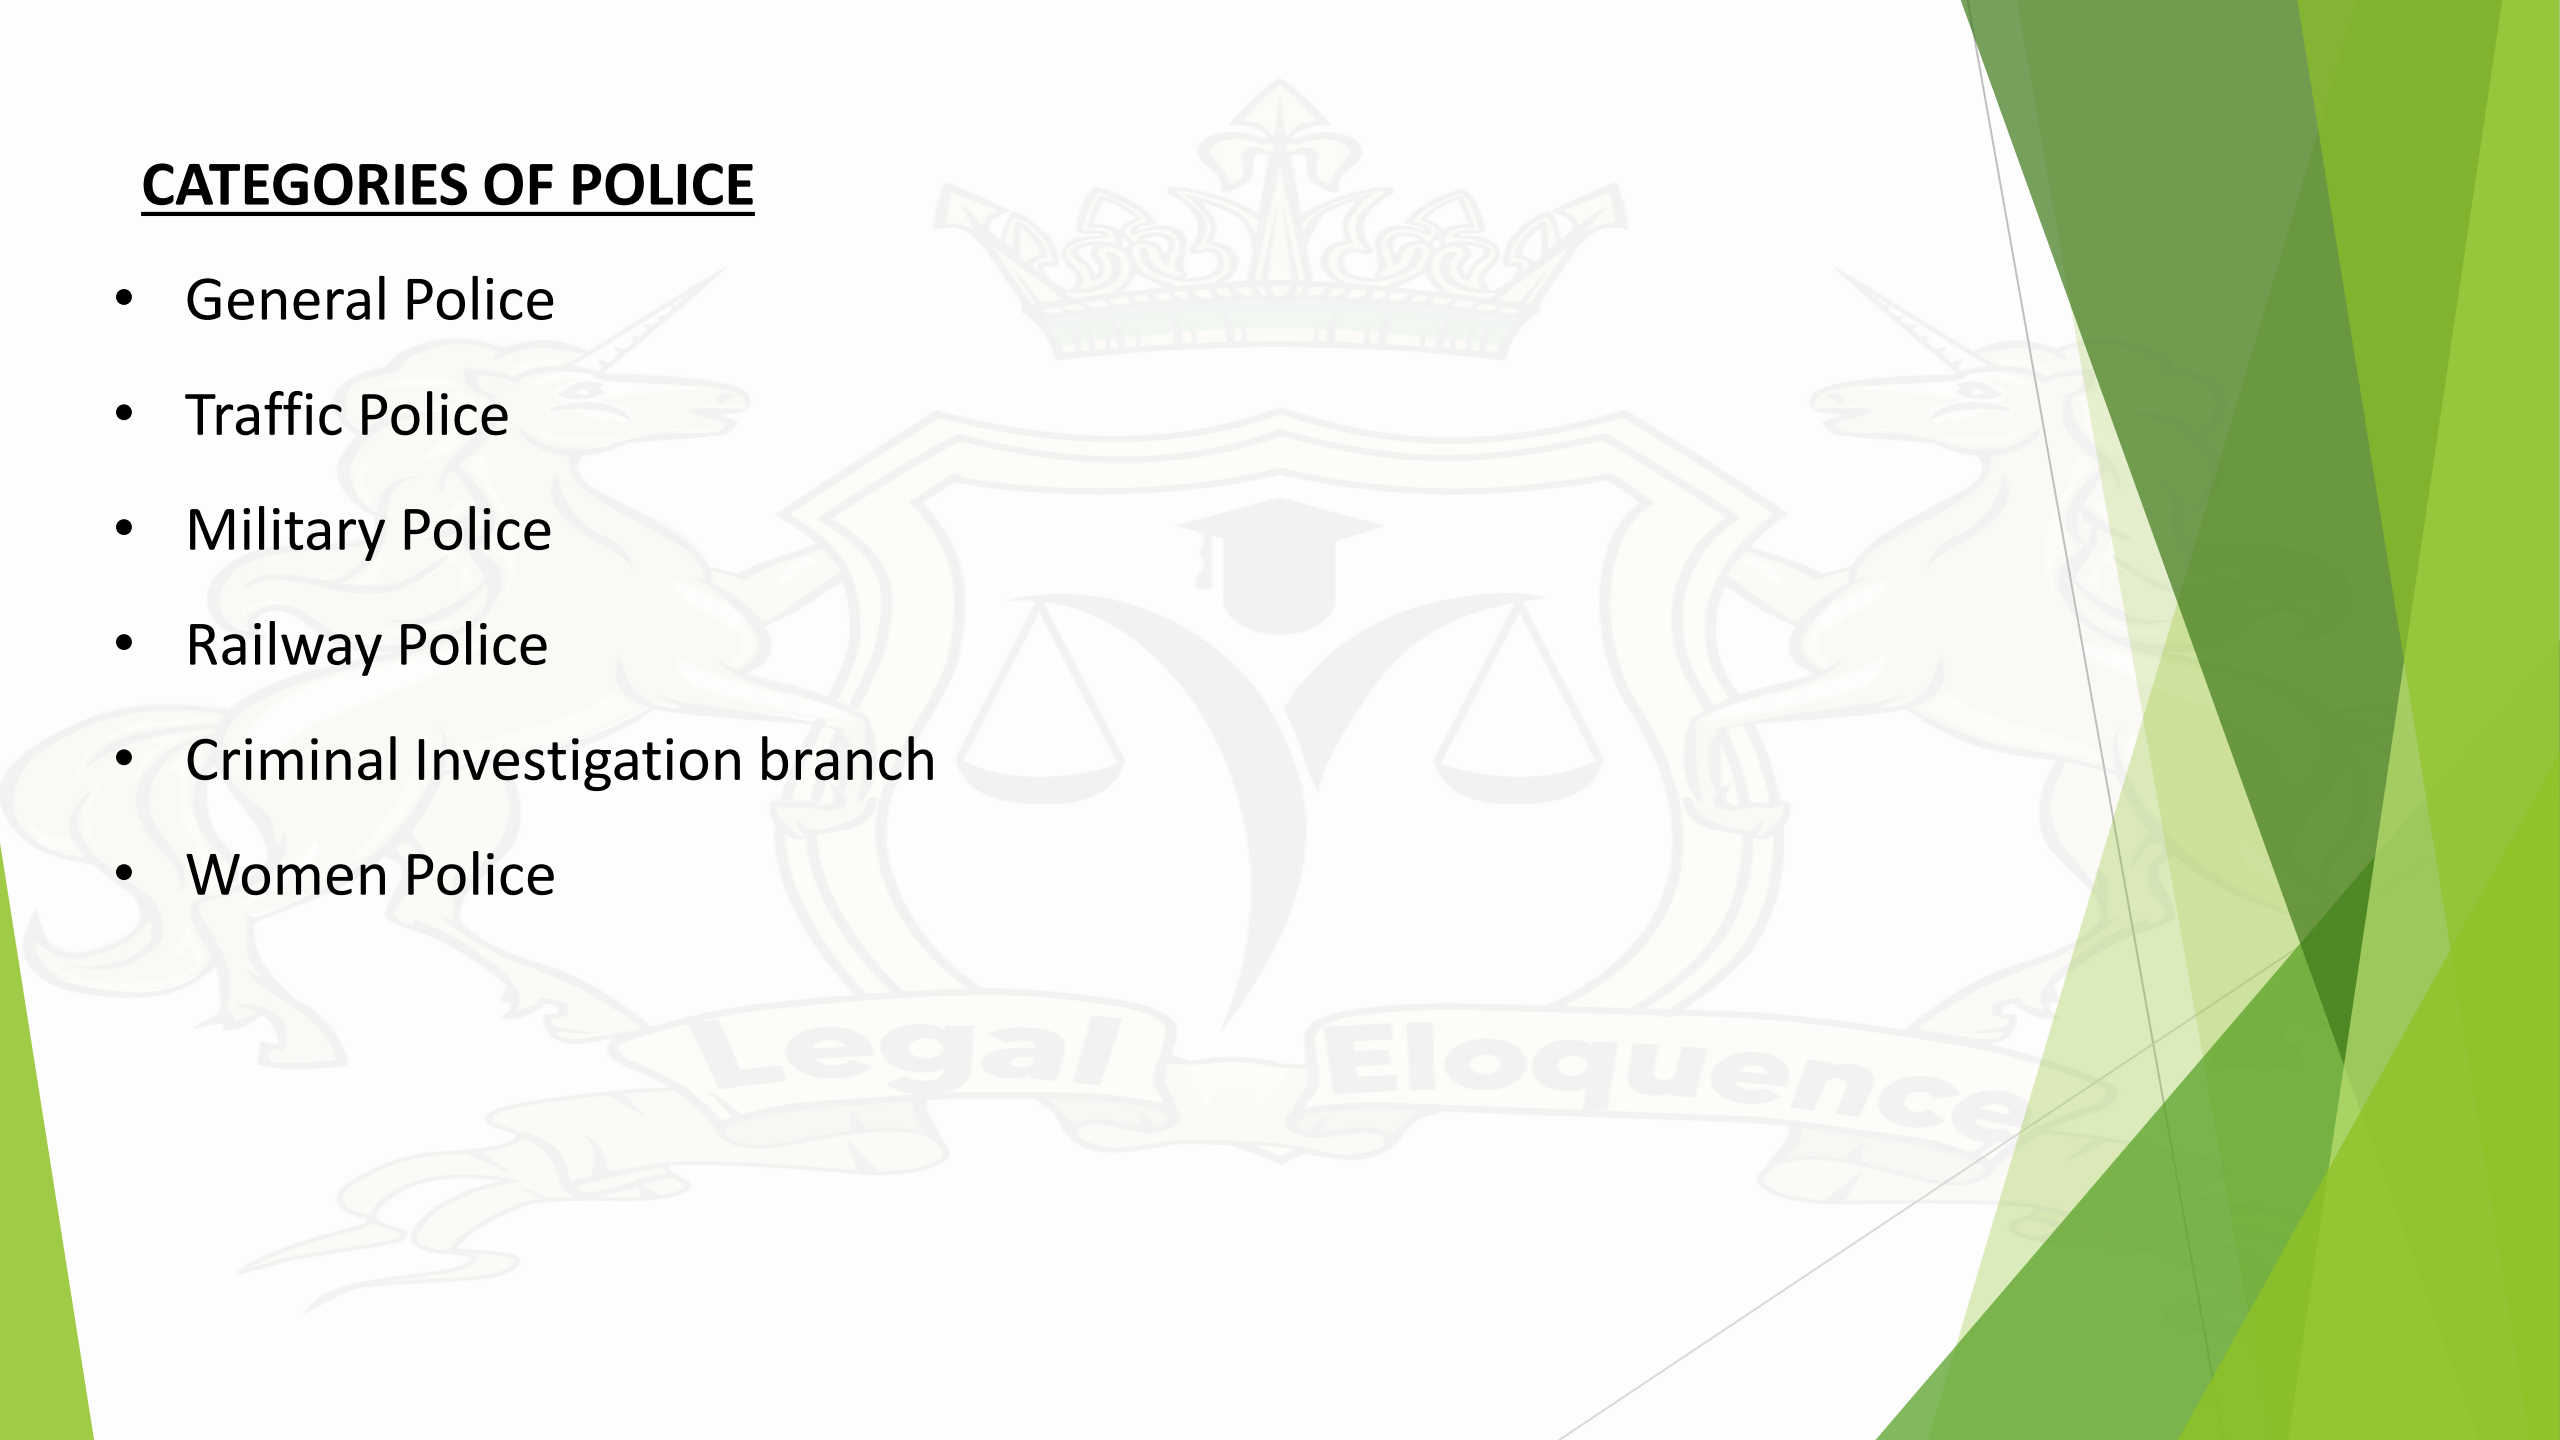 CATEGORIES OF POLICE
• General Police
• Traffic Police
• Military Police
• Railway Police
• Criminal Investigation branch
• Women Police
Legal Eloquence